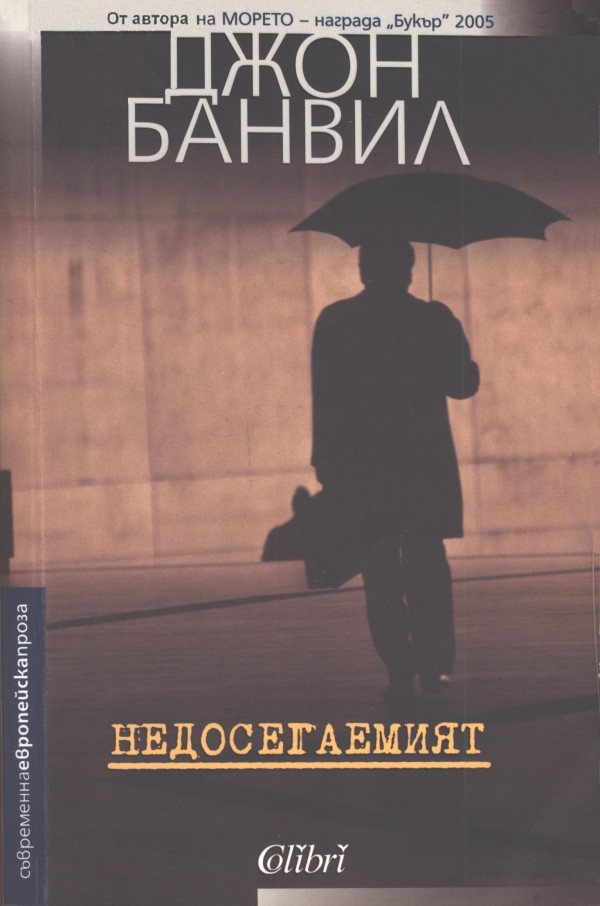 От автора на МОРЕТО – награда „Букър” 2005
ДЖОН
БАНВИЛ
съвременнаевропейскапроза
НЕДОСЕГАЕМИЯТ
Colibri